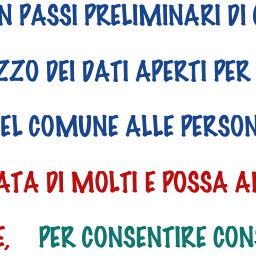 N PASSI PRELIMINARI DI
ZZO DEI DATI APERTI PER
EL COMUNE ALLE PERSON
ATA DI MOLTI E POSSA A
E, PER CONSENTIRE CON